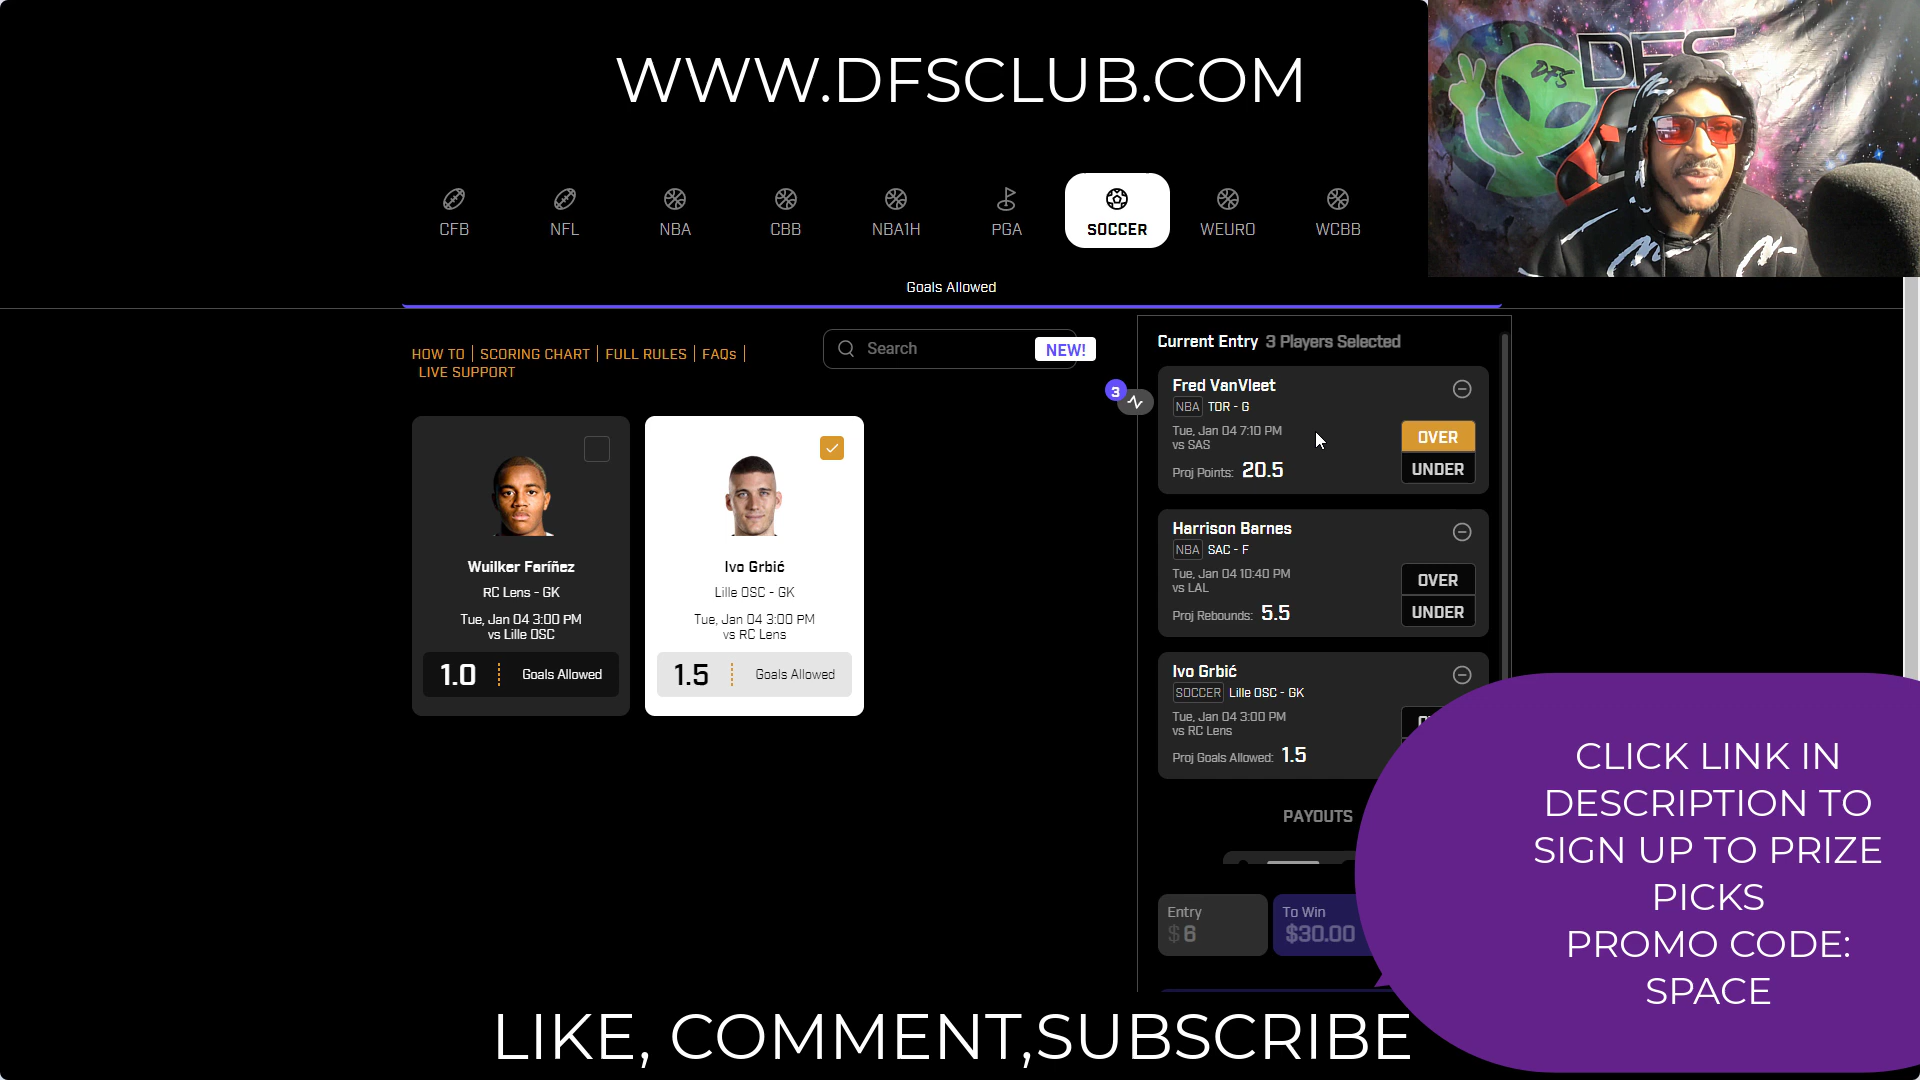 WWW.DFSCLUB.COM
DFS
DFS
CFB
NFL
NBA
CBB
NBA1H
PGA
SOCCER
WEURO
WCBB
Goals Allowed
HOW TO | SCORING CHART | FULL RULES | FAQs |
LIVE SUPPORT
Search
NEW!
3
Wuilker Faríñez
RC Lens - GK
Tue, Jan 04 3:00 PM
vs Lille OSC
1.0 Goals Allowed
Ivo Grbić
Lille OSC - GK
Tue, Jan 04 3:00 PM
vs RC Lens
1.5 Goals Allowed
Current Entry 3 Players Selected
Fred VanVleet
NBA TOR - G
Tue, Jan 04 7:10 PM
vs SAS
Proj Points: 20.5
OVER
UNDER
Harrison Barnes
NBA SAC - F
Tue, Jan 04 10:40 PM
vs LAL
Proj Rebounds: 5.5
OVER
UNDER
Ivo Grbić
SOCCER Lille OSC - GK
Tue, Jan 04 3:00 PM
vs RC Lens
Proj Goals Allowed: 1.5
PAYOUTS
Entry
$ 6
To Win
$30.00
CLICK LINK IN
DESCRIPTION TO
SIGN UP TO PRIZE
PICKS
PROMO CODE:
SPACE
LIKE, COMMENT,SUBSCRIBE